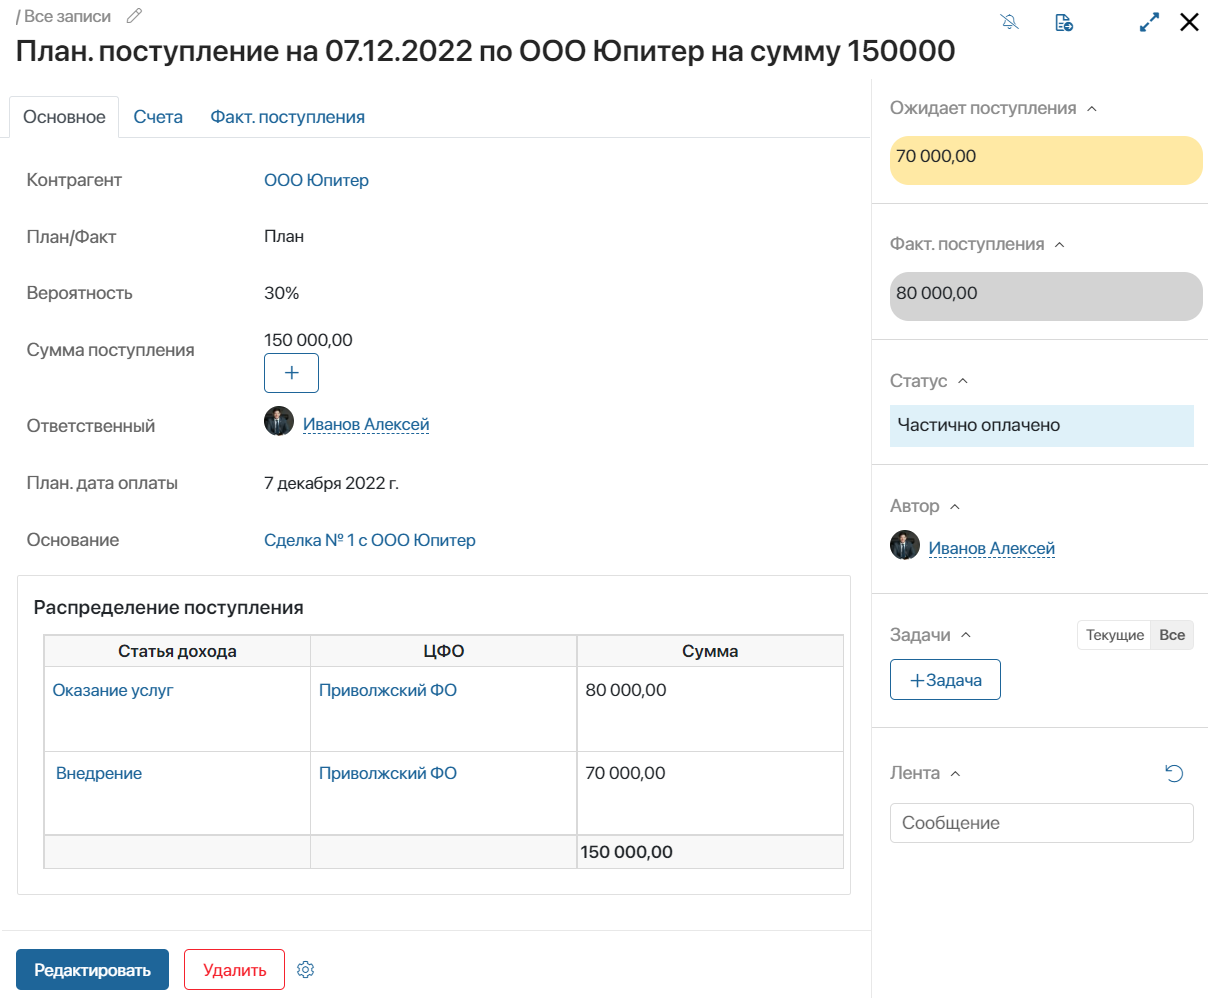 / Все записи
План. поступление на 07.12.2022 по ООО Юпитер на сумму 150000
Основное Счета Факт. поступления
Контрагент ООО Юпитер
План/Факт План
Вероятность 30%
Сумма поступления 150 000,00
+
Ответственный Иванов Алексей
План. дата оплаты 7 декабря 2022 г.
Основание Сделка № 1 с ООО Юпитер
Распределение поступления
Статья дохода ЦФО Сумма
Оказание услуг Приволжский ФО 80 000,00
Внедрение Приволжский ФО 70 000,00
150 000,00
Редактировать Удалить
Ожидает поступления
70 000,00
Факт. поступления
80 000,00
Статус
Частично оплачено
Автор
Иванов Алексей
Задачи Текущие Все
+Задача
Лента
Сообщение